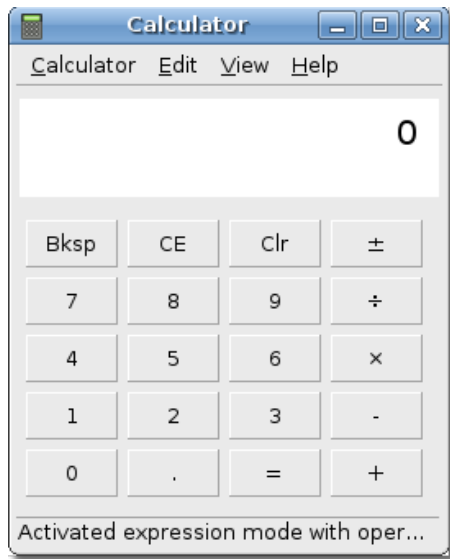 Calculator
Calculator Edit View Help
0
Bksp CE Clr ±
7 8 9 ÷
4 5 6 ×
1 2 3 -
0 . = +
Activated expression mode with oper...